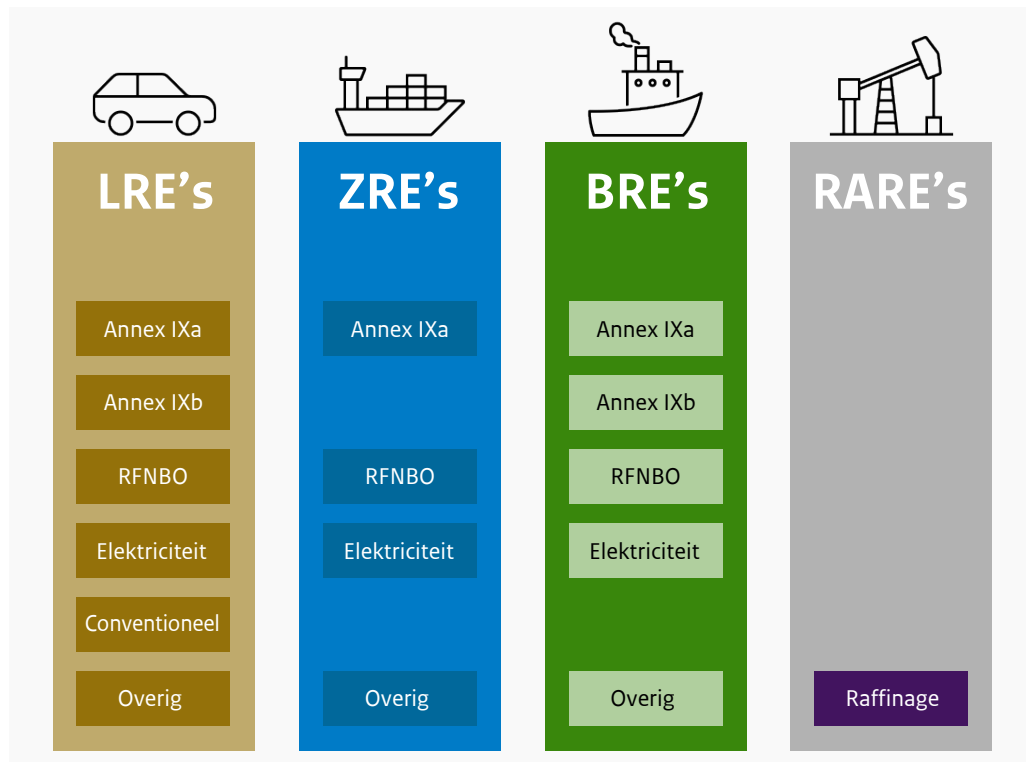 LRE’s
Annex IXa
Annex IXb
RFNBO
Elektriciteit
Conventioneel
Overig
ZRE’s
Annex IXa
RFNBO
Elektriciteit
Overig
BRE’s
Annex IXa
Annex IXb
RFNBO
Elektriciteit
Overig
RARE’s
Raffinage